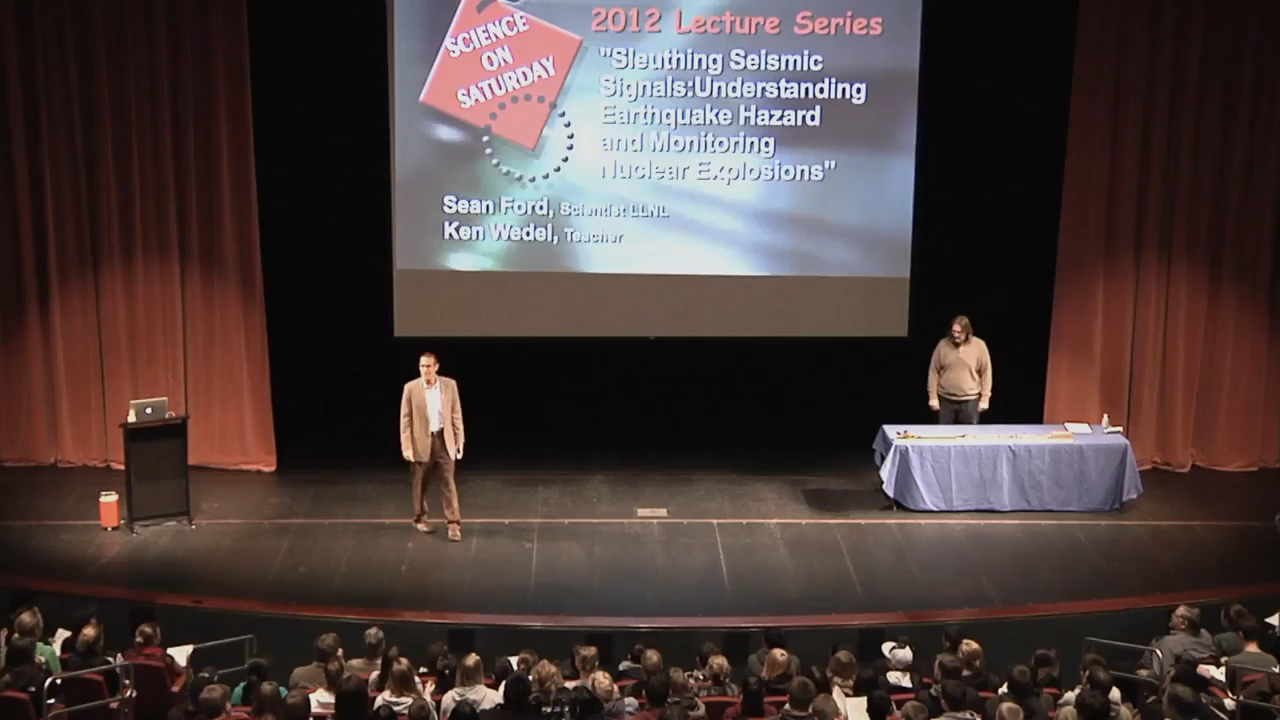 SCIENCE
ON
SATURDAY
2012 Lecture Series
"Sleuthing Seismic
Signals:Understanding
Earthquake Hazard
and Monitoring
Nuclear Explosions"
Sean Ford, Scientist LLNL
Ken Wedel, Teacher